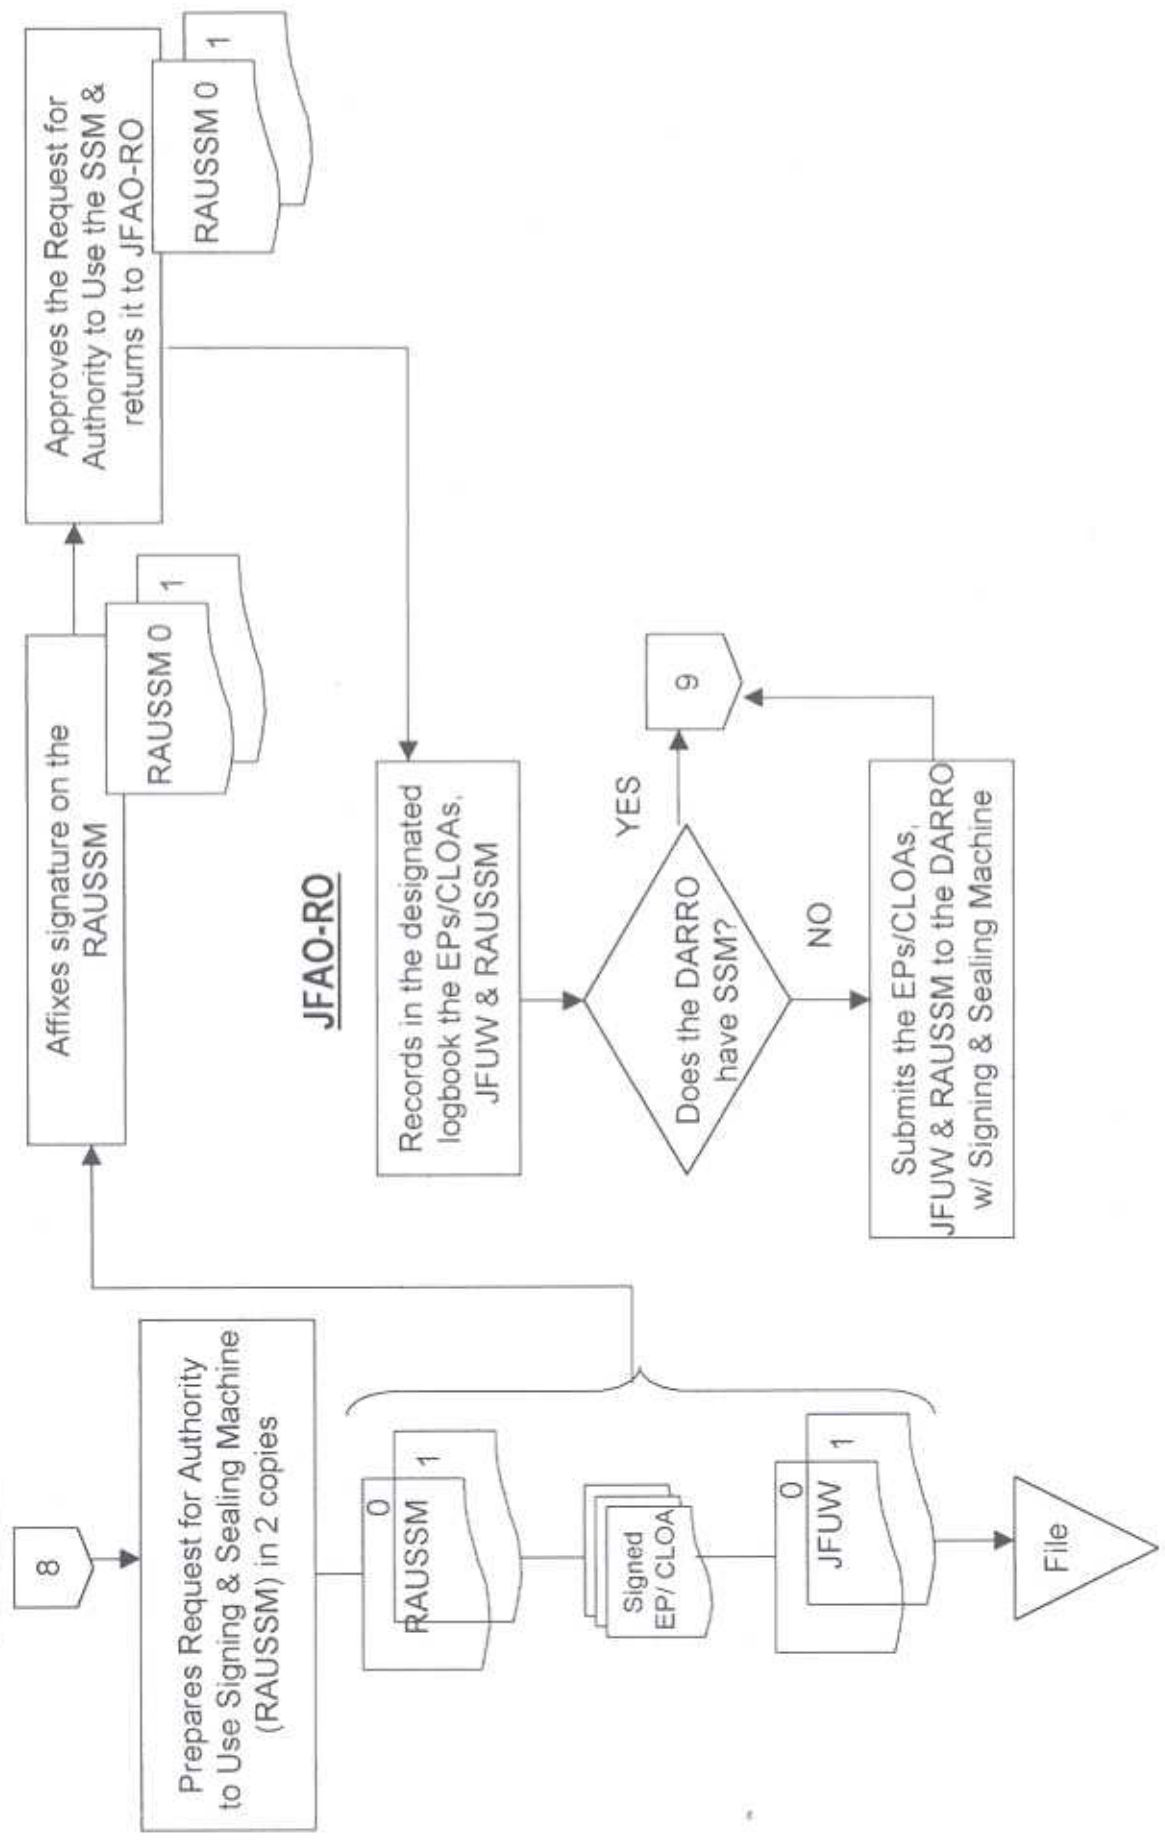 8
Prepares Request for Authority
to Use Signing & Sealing Machine
(RAUSSM) in 2 copies
0
RAUSSM
1
Signed
EP/ CLOA
0
JFUW
1
File
Affixes signature on the
RAUSSM
RAUSSM 0
1
Approves the Request for
Authority to Use the SSM &
returns it to JFAO-RO
RAUSSM 0
1
JFAO-RO
Records in the designated
logbook the EPs/CLOAs,
JFUW & RAUSSM
Does the DARRO
have SSM?
YES
9
NO
Submits the EPs/CLOAs,
JFUW & RAUSSM to the DARRO
w/ Signing & Sealing Machine